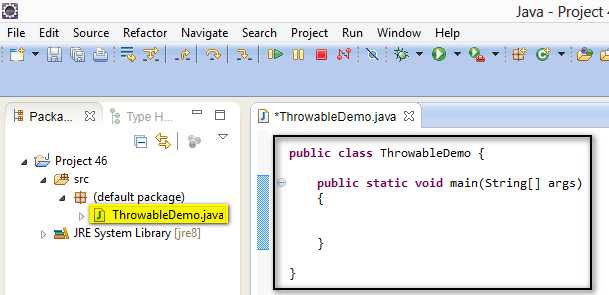 Java - Project 4
File Edit Source Refactor Navigate Search Project Run Window Help
Packa...
Type H...
*ThrowableDemo.java
Project 46
src
(default package)
ThrowableDemo.java
JRE System Library [jre8]
public class ThrowableDemo {
public static void main(String[] args)
{
}
}